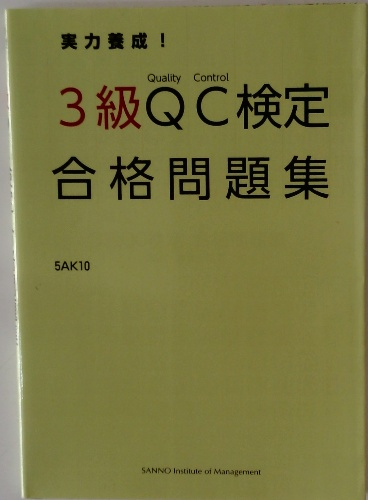 実力養成！
Quality Control
３級QC検定
合格問題集
5AK10
SANNO Institute of Management